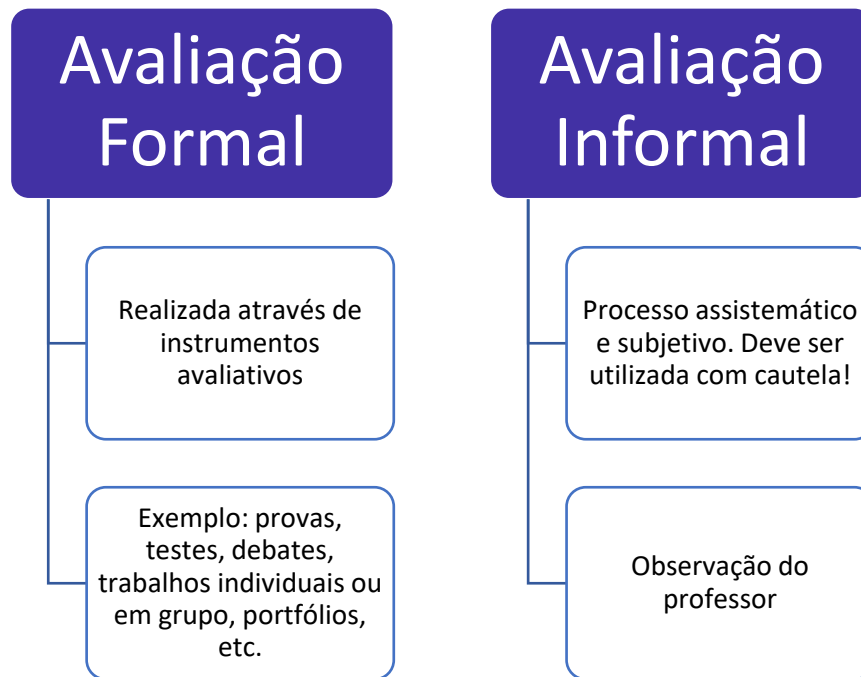 Avaliação
Formal
Realizada através de
instrumentos
avaliativos
Exemplo: provas,
testes, debates,
trabalhos individuais ou
em grupo, portfólios,
etc.
Avaliação
Informal
Processo assistemático
e subjetivo. Deve ser
utilizada com cautela!
Observação do
professor